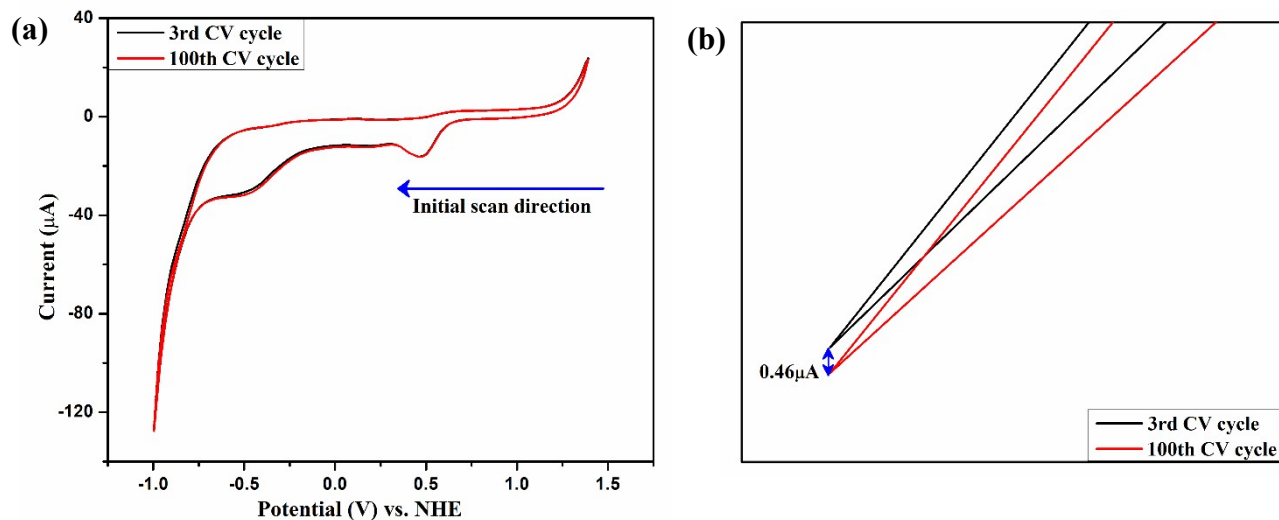 (a)
3rd CV cycle
100th CV cycle
40
0
-40
-80
-120
Current (μA)
Initial scan direction
-1.0
-0.5
0.0
0.5
1.0
1.5
Potential (V) vs. NHE
(b)
0.46μA
3rd CV cycle
100th CV cycle